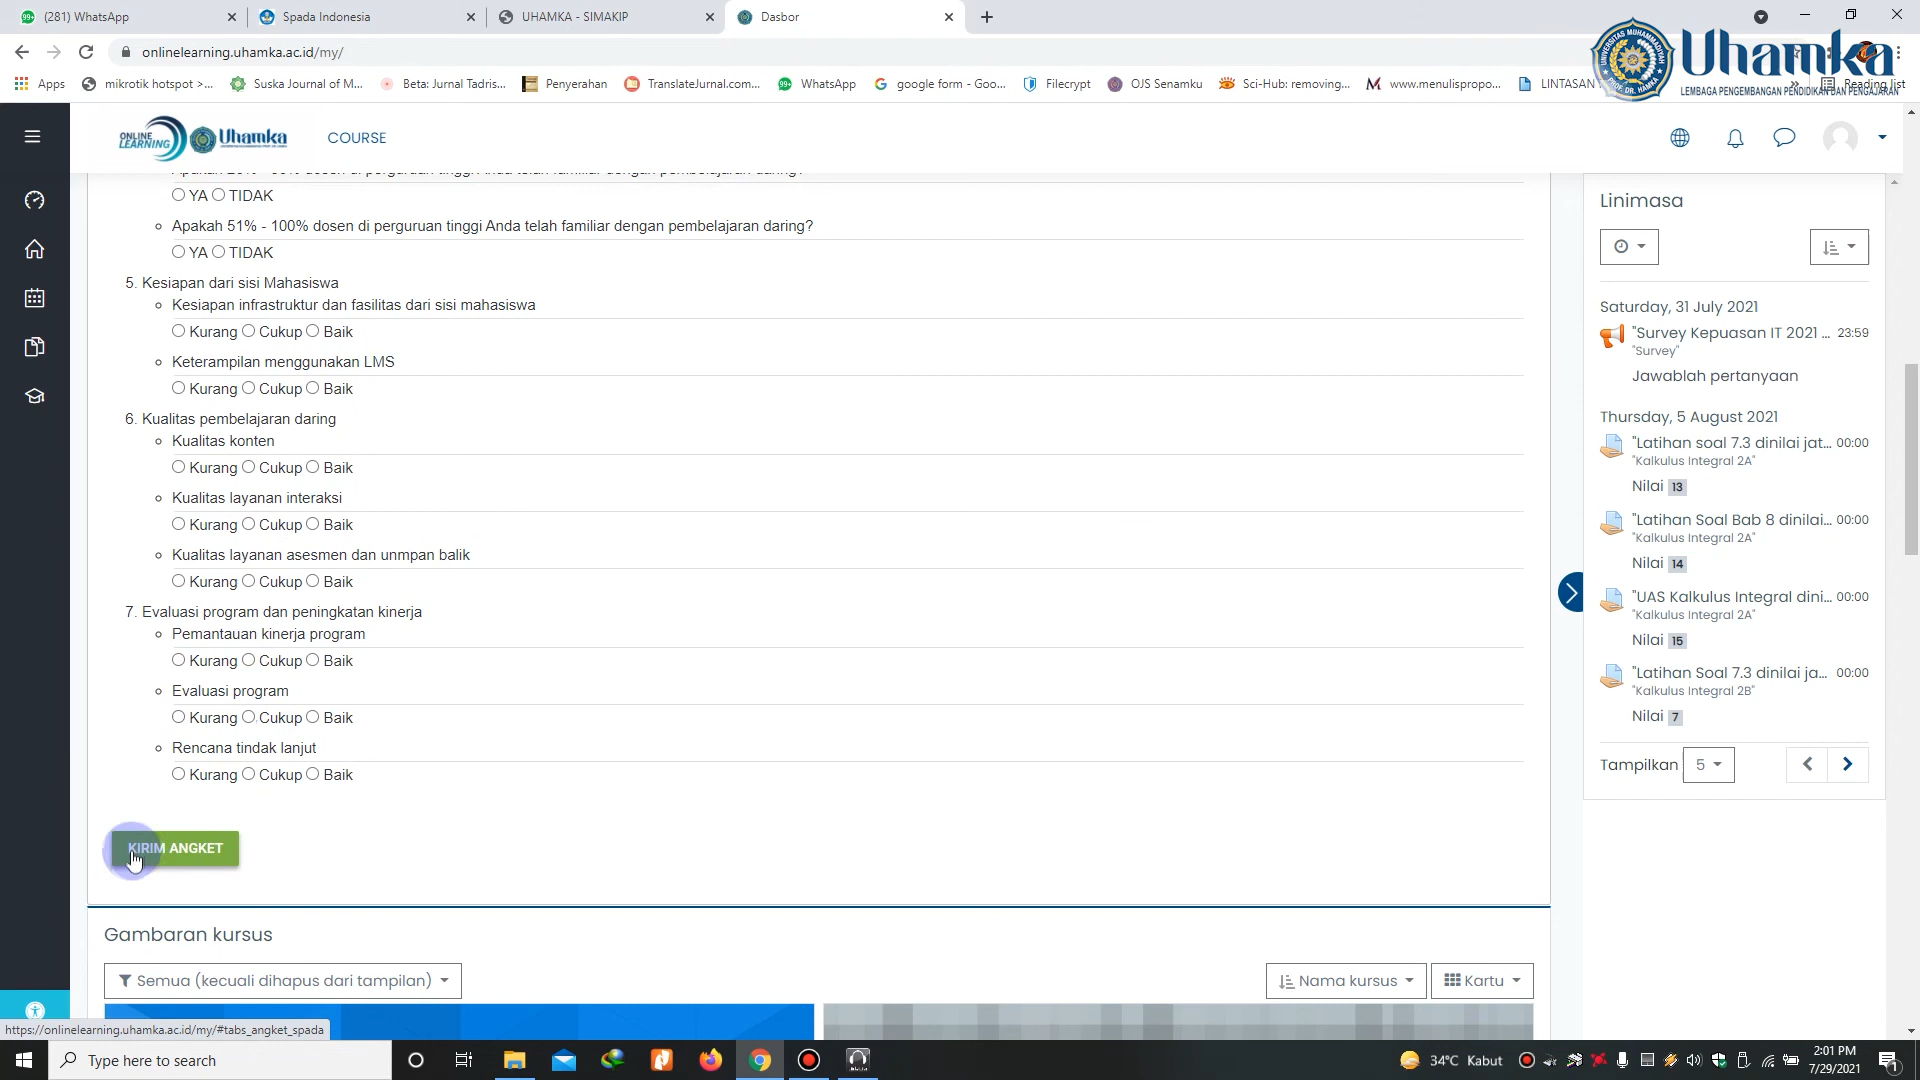 (281) WhatsApp
Spada Indonesia
UHAMKA - SIMAKIP
Dasbor
onlinelearning.uhamka.ac.id/my/
Uhamka
LEMBAGA PENGEMBANGAN PENDIDIKAN DAN PENGAJARAN
Apps
mikrotik hotspot >...
Suska Journal of M...
Beta: Jurnal Tadris...
Penyerahan
TranslateJurnal.com...
WhatsApp
google form - Goo...
Filecrypt
OJS Senamku
Sci-Hub: removing...
www.menulispropo...
LINTASAN
Reading list
ONLINE LEARNING
Uhamka
COURSE
YA TIDAK
Apakah 51% - 100% dosen di perguruan tinggi Anda telah familiar dengan pembelajaran daring?
YA TIDAK
5. Kesiapan dari sisi Mahasiswa
Kesiapan infrastruktur dan fasilitas dari sisi mahasiswa
Kurang Cukup Baik
Keterampilan menggunakan LMS
Kurang Cukup Baik
6. Kualitas pembelajaran daring
Kualitas konten
Kurang Cukup Baik
Kualitas layanan interaksi
Kurang Cukup Baik
Kualitas layanan asesmen dan unmpan balik
Kurang Cukup Baik
7. Evaluasi program dan peningkatan kinerja
Pemantauan kinerja program
Kurang Cukup Baik
Evaluasi program
Kurang Cukup Baik
Rencana tindak lanjut
Kurang Cukup Baik
KIRIM ANGKET
Gambaran kursus
Semua (kecuali dihapus dari tampilan)
Nama kursus
Kartu
Linimasa
Saturday, 31 July 2021
"Survey Kepuasan IT 2021 ... 23:59
"Survey"
Jawablah pertanyaan
Thursday, 5 August 2021
"Latihan soal 7.3 dinilai jat... 00:00
"Kalkulus Integral 2A"
Nilai 13
"Latihan Soal Bab 8 dinilai... 00:00
"Kalkulus Integral 2A"
Nilai 14
"UAS Kalkulus Integral dini... 00:00
"Kalkulus Integral 2A"
Nilai 15
"Latihan Soal 7.3 dinilai ja... 00:00
"Kalkulus Integral 2B"
Nilai 7
Tampilkan 5
https://onlinelearning.uhamka.ac.id/my/#tabs_angket_spada
Type here to search
34°C Kabut
2:01 PM
7/29/2021
1